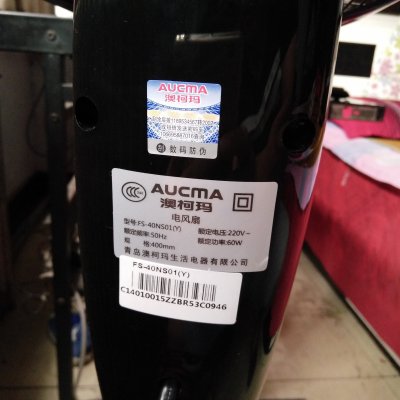 AUCMA
澳柯玛
数码防伪
AUCMA
澳柯玛
电风扇
型号:FS-40NS01(Y) 额定电压:220V~
额定频率:50Hz 额定功率:60W
规 格:400mm
青岛澳柯玛生活电器有限公司
FS-40NS01(Y)
C14010015ZZBR53C0946